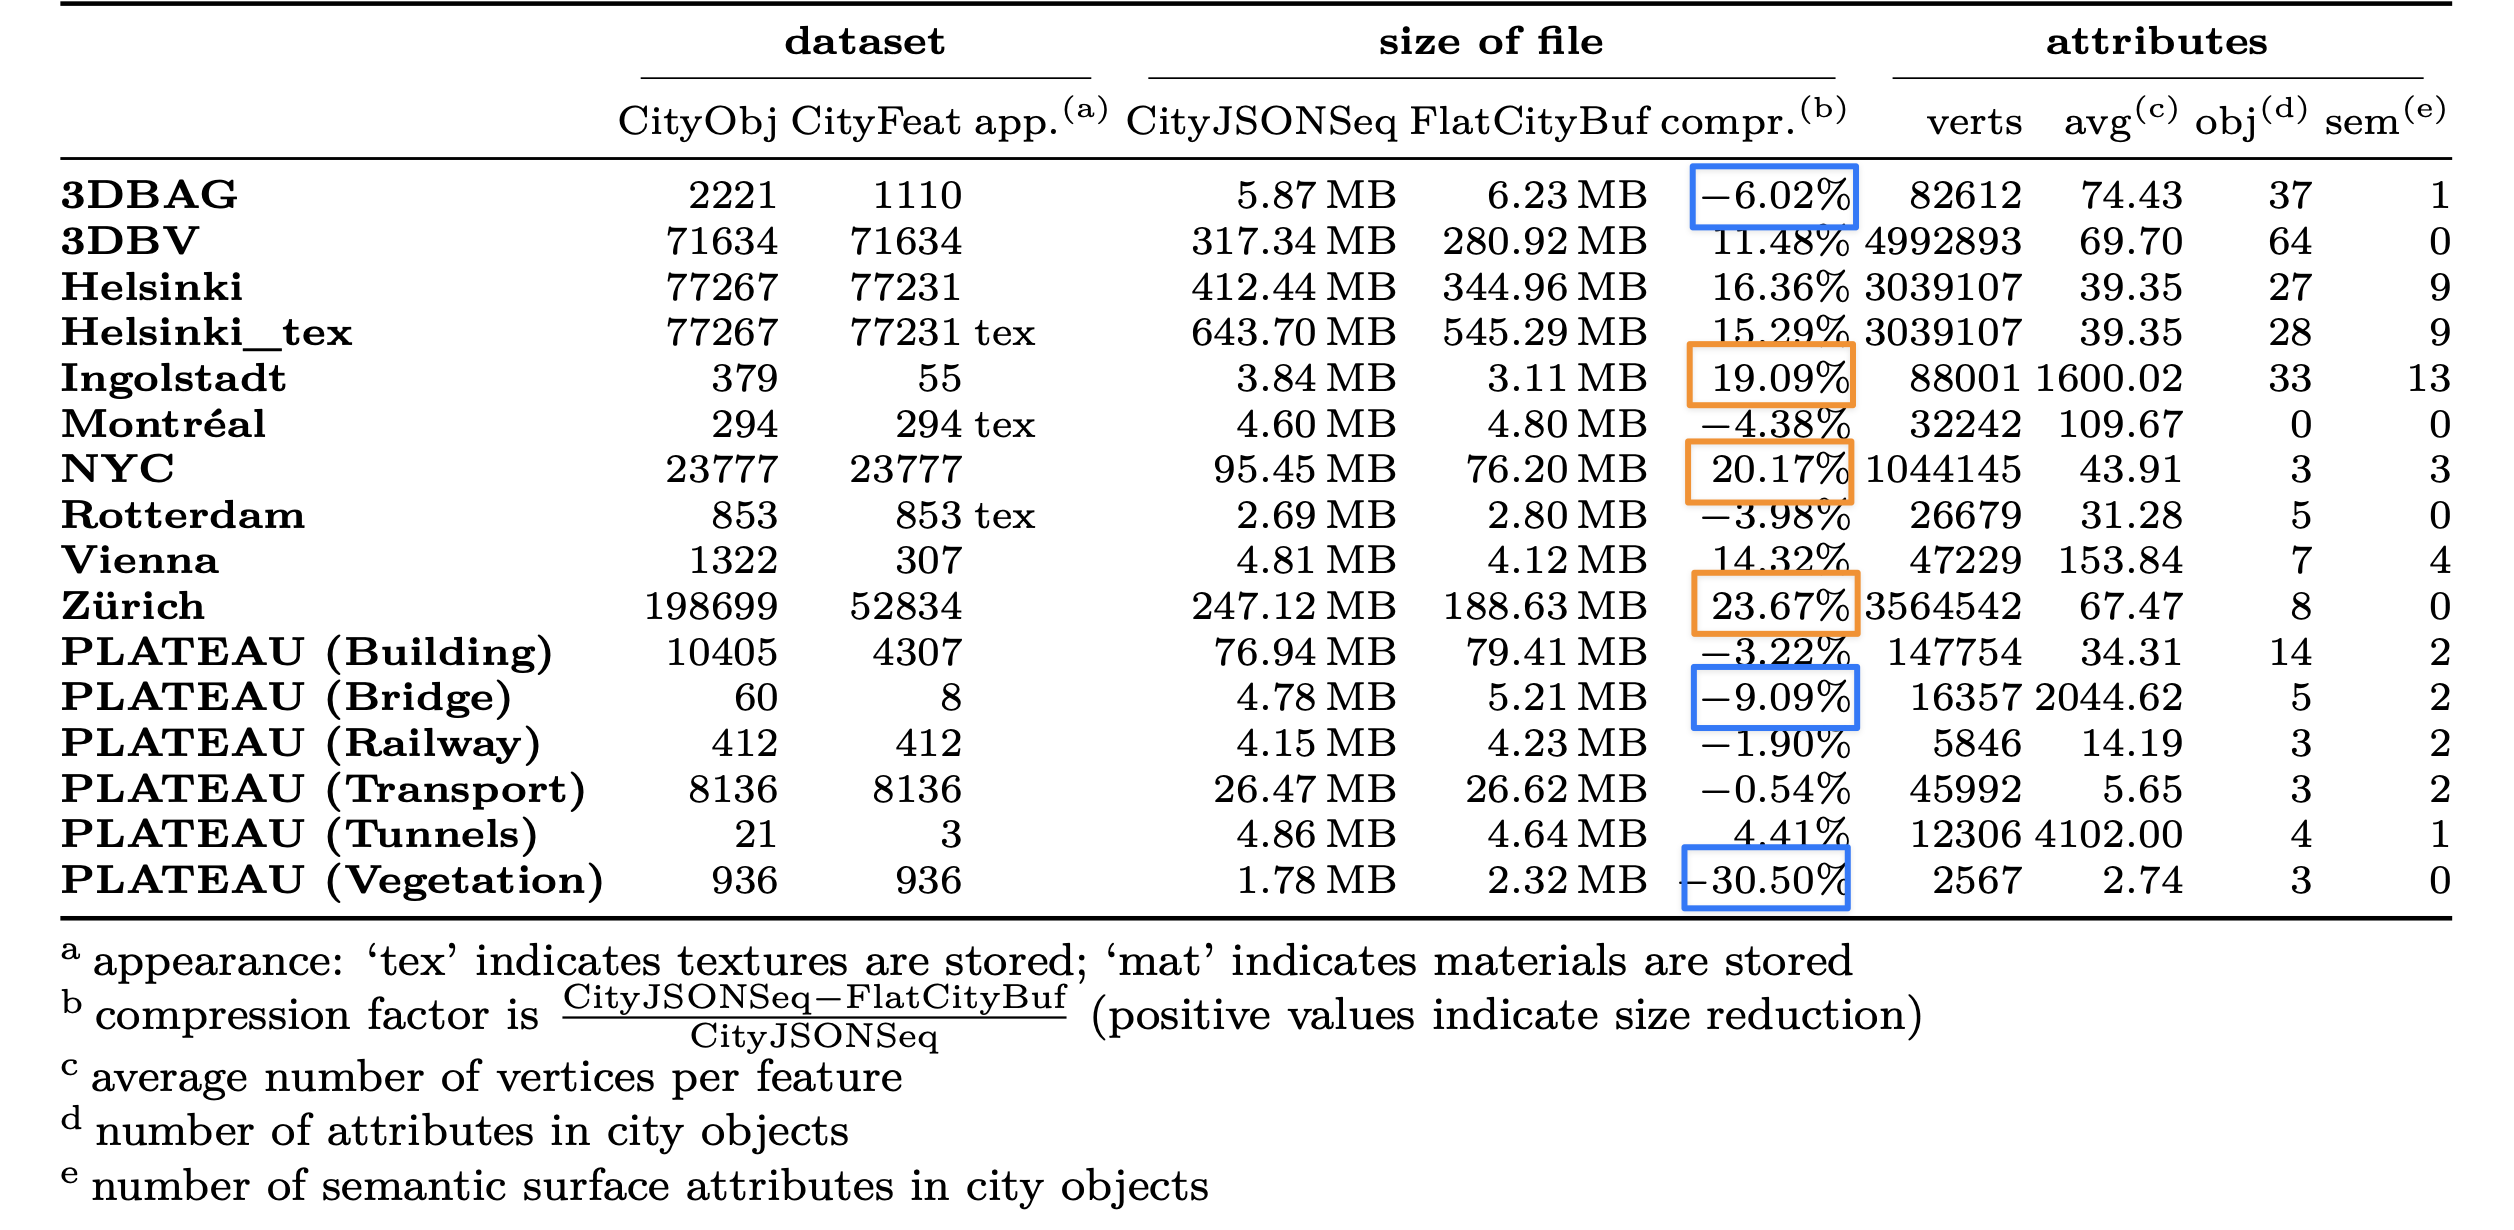 dataset size of file attributes
CityObj CityFeat app.(a) CityJSONSeq FlatCityBuf compr.(b) verts avg(c) obj(d) sem(e)
3DBAG 2221 1110 5.87 MB 6.23 MB −6.02% 82612 74.43 37 1
3DBV 71634 71634 317.34 MB 280.92 MB 11.48% 4992893 69.70 64 0
Helsinki 77267 77231 412.44 MB 344.96 MB 16.36% 3039107 39.35 27 9
Helsinki_tex 77267 77231 tex 643.70 MB 545.29 MB 15.29% 3039107 39.35 28 9
Ingolstadt 379 55 3.84 MB 3.11 MB 19.09% 88001 1600.02 33 13
Montréal 294 294 tex 4.60 MB 4.80 MB −4.38% 32242 109.67 0 0
NYC 23777 23777 95.45 MB 76.20 MB 20.17% 1044145 43.91 3 3
Rotterdam 853 853 tex 2.69 MB 2.80 MB −3.98% 26679 31.28 5 0
Vienna 1322 307 4.81 MB 4.12 MB 14.32% 47229 153.84 7 4
Zürich 198699 52834 247.12 MB 188.63 MB 23.67% 3564542 67.47 8 0
PLATEAU (Building) 10405 4307 76.94 MB 79.41 MB −3.22% 147754 34.31 14 2
PLATEAU (Bridge) 60 8 4.78 MB 5.21 MB −9.09% 16357 2044.62 5 2
PLATEAU (Railway) 412 412 4.15 MB 4.23 MB −1.90% 5846 14.19 3 2
PLATEAU (Transport) 8136 8136 26.47 MB 26.62 MB −0.54% 45992 5.65 3 2
PLATEAU (Tunnels) 21 3 4.86 MB 4.64 MB 4.41% 12306 4102.00 4 1
PLATEAU (Vegetation) 936 936 1.78 MB 2.32 MB −30.50% 2567 2.74 3 0
a appearance: ‘tex’ indicates textures are stored; ‘mat’ indicates materials are stored
b compression factor is CityJSONSeq−FlatCityBuf / CityJSONSeq (positive values indicate size reduction)
c average number of vertices per feature
d number of attributes in city objects
e number of semantic surface attributes in city objects